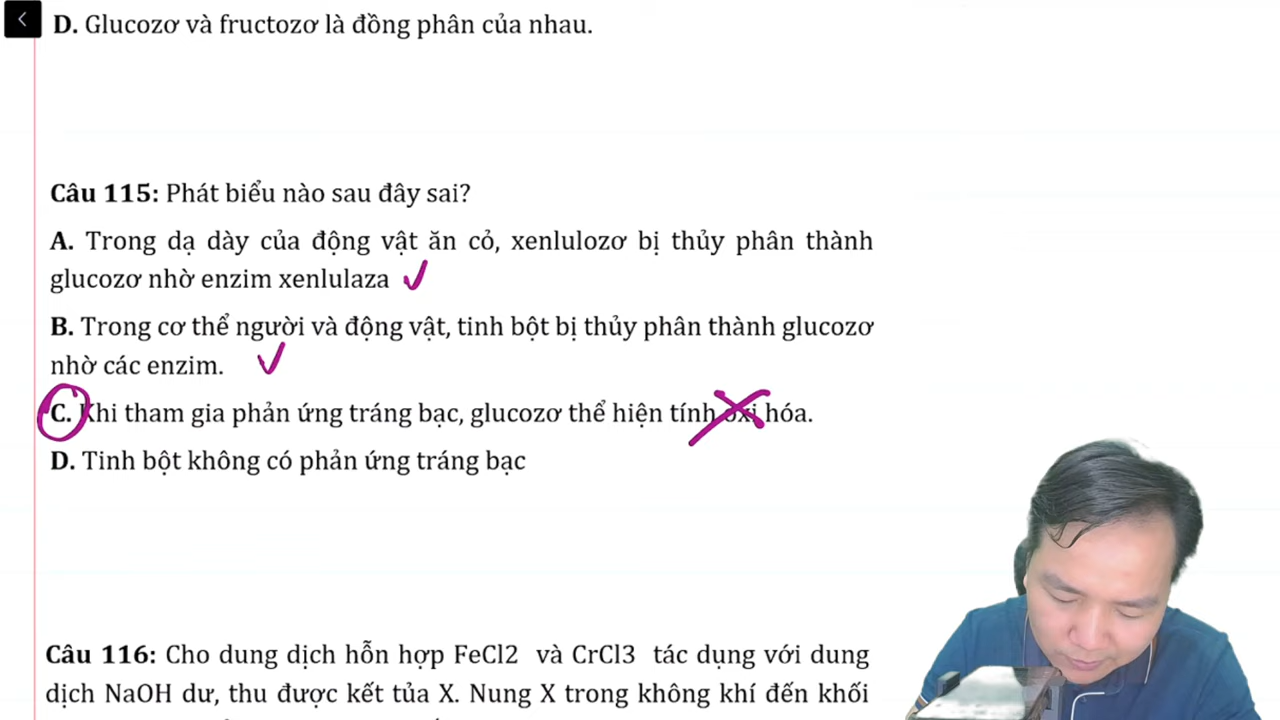 D. Glucozơ và fructozơ là đồng phân của nhau.
Câu 115: Phát biểu nào sau đây sai?
A. Trong dạ dày của động vật ăn cỏ, xenlulozơ bị thủy phân thành
glucozơ nhờ enzim xenlulaza
B. Trong cơ thể người và động vật, tinh bột bị thủy phân thành glucozơ
nhờ các enzim.
C. Khi tham gia phản ứng tráng bạc, glucozơ thể hiện tính oxi hóa.
D. Tinh bột không có phản ứng tráng bạc
Câu 116: Cho dung dịch hỗn hợp FeCl2 và CrCl3 tác dụng với dung
dịch NaOH dư, thu được kết tủa X. Nung X trong không khí đến khối